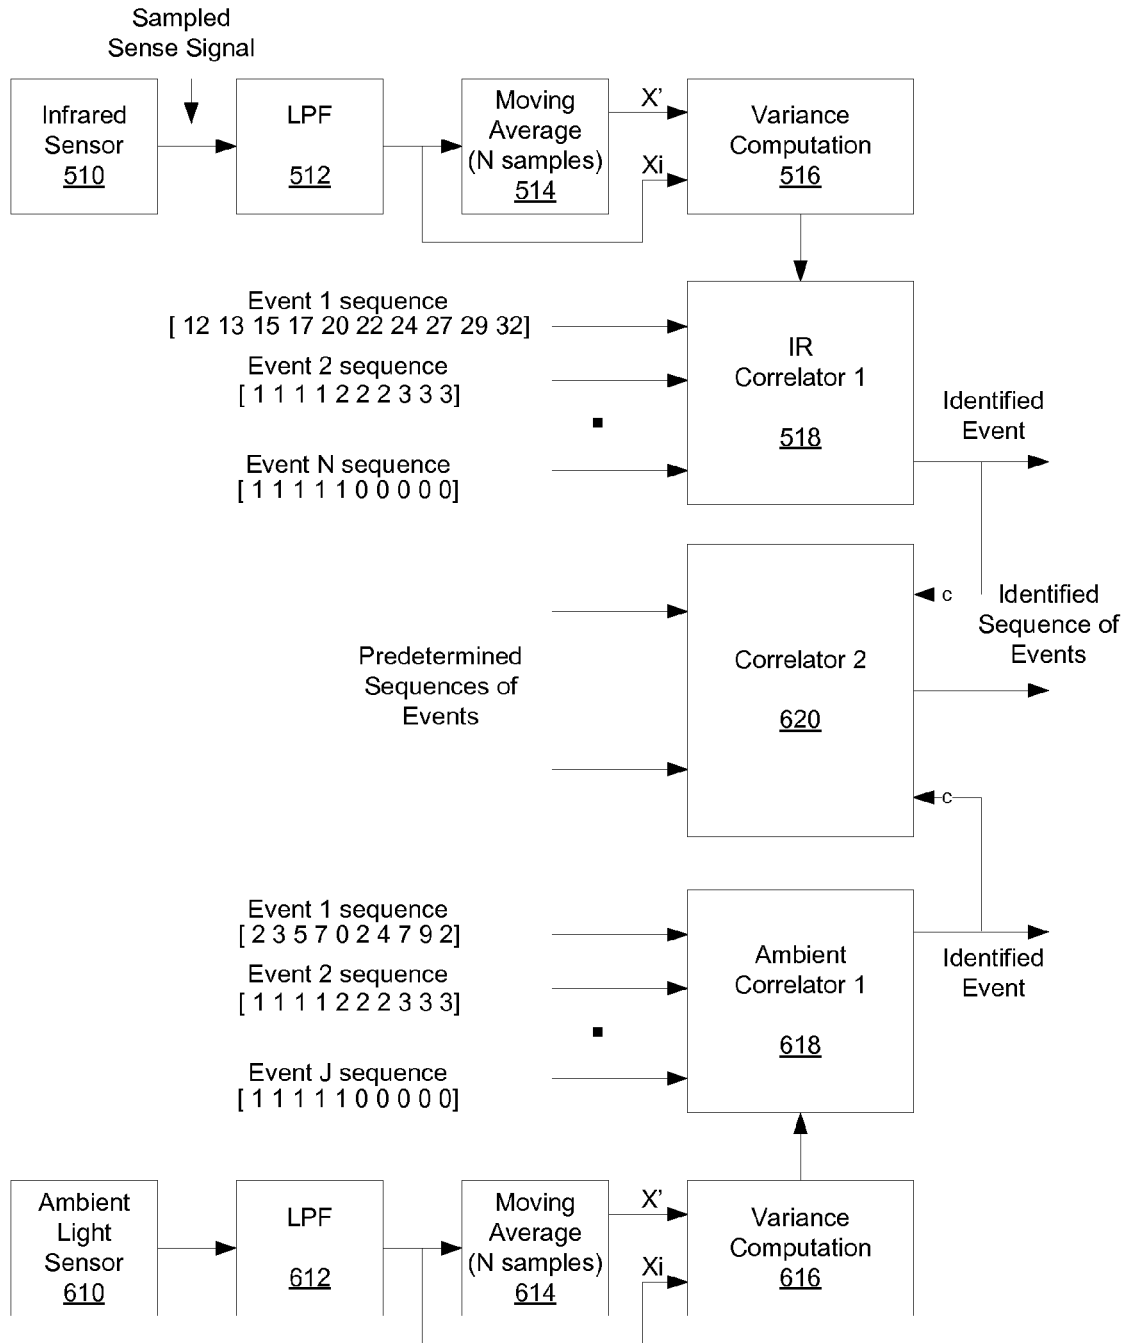 Sampled
Sense Signal
Infrared
Sensor
510
LPF
512
Moving
Average
(N samples)
514
X'
Xi
Variance
Computation
516
Event 1 sequence
[ 12 13 15 17 20 22 24 27 29 32]
Event 2 sequence
[ 1 1 1 1 2 2 2 3 3 3]
Event N sequence
[ 1 1 1 1 1 0 0 0 0 0]
IR
Correlator 1
518
Identified
Event
Predetermined
Sequences of
Events
Correlator 2
620
c
Identified
Sequence of
Events
c
Event 1 sequence
[ 2 3 5 7 0 2 4 7 9 2]
Event 2 sequence
[ 1 1 1 1 2 2 2 3 3 3]
Event J sequence
[ 1 1 1 1 1 0 0 0 0 0]
Ambient
Correlator 1
618
Identified
Event
Ambient
Light
Sensor
610
LPF
612
Moving
Average
(N samples)
614
X'
Xi
Variance
Computation
616